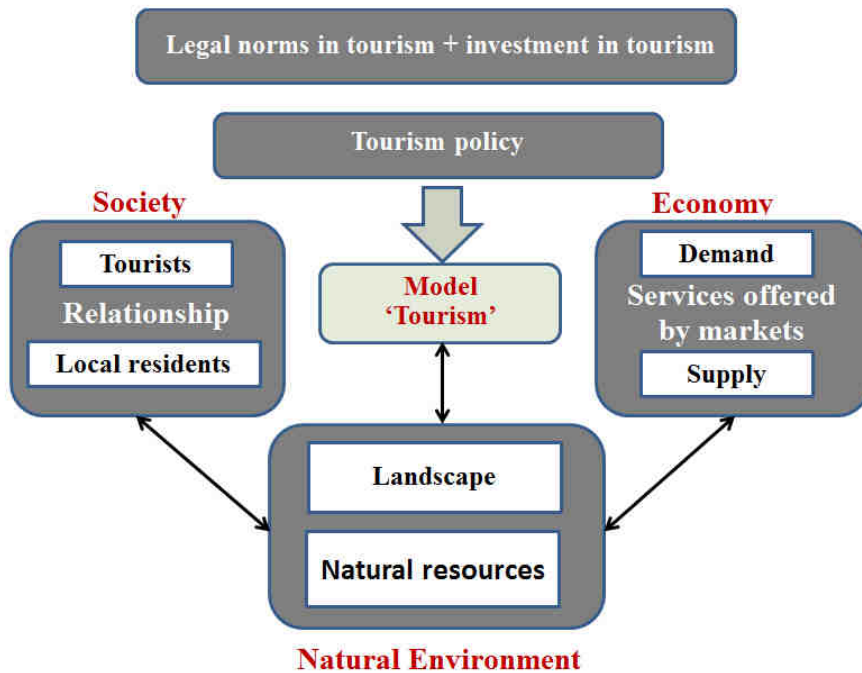 Legal norms in tourism + investment in tourism
Tourism policy
Society
Tourists
Relationship
Local residents
Model
‘Tourism’
Economy
Demand
Services offered
by markets
Supply
Landscape
Natural resources
Natural Environment